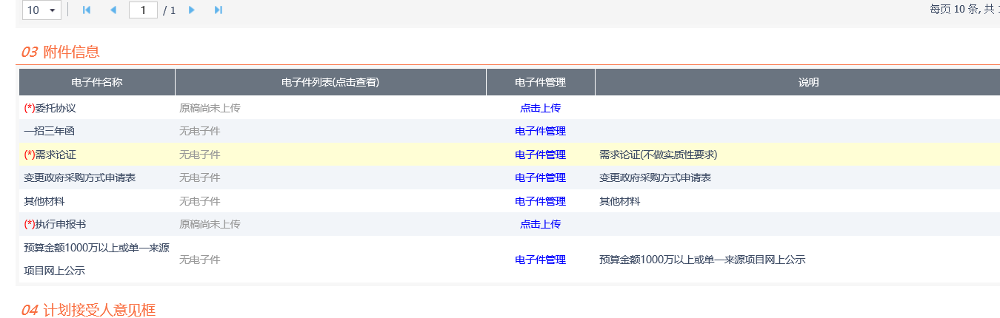 10 1 / 1 每页 10 条, 共
03 附件信息
电子件名称 电子件列表(点击查看) 电子件管理 说明
(*)委托协议 原稿尚未上传 点击上传
一招三年函 无电子件 电子件管理
(*)需求论证 无电子件 电子件管理 需求论证(不做实质性要求)
变更政府采购方式申请表 无电子件 电子件管理 变更政府采购方式申请表
其他材料 无电子件 电子件管理 其他材料
(*)执行申报书 原稿尚未上传 点击上传
预算金额1000万以上或单一来源
项目网上公示 无电子件 电子件管理 预算金额1000万以上或单一来源项目网上公示
04 计划接受人意见框